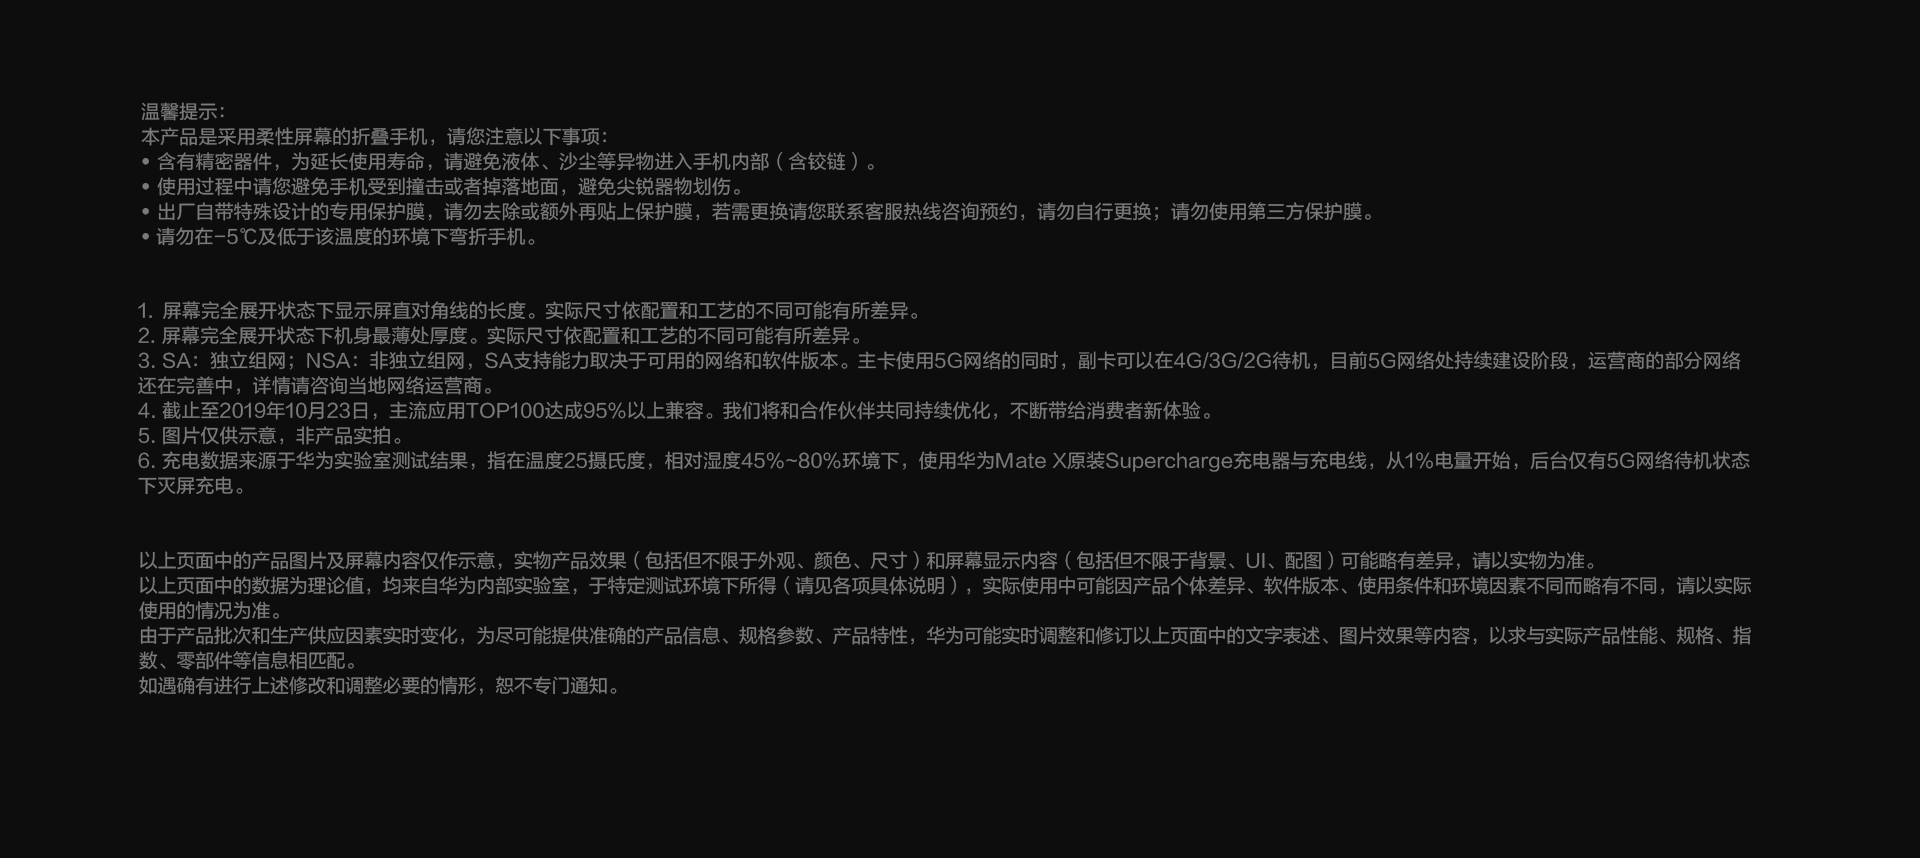 温馨提示：
本产品是采用柔性屏幕的折叠手机，请您注意以下事项：
• 含有精密器件，为延长使用寿命，请避免液体、沙尘等异物进入手机内部（含铰链）。
• 使用过程中请您避免手机受到撞击或者掉落地面，避免尖锐器物划伤。
• 出厂自带特殊设计的专用保护膜，请勿去除或额外再贴上保护膜，若需更换请您联系客服热线咨询预约，请勿自行更换；请勿使用第三方保护膜。
• 请勿在-5℃及低于该温度的环境下弯折手机。
1. 屏幕完全展开状态下显示屏直对角线的长度。实际尺寸依配置和工艺的不同可能有所差异。
2. 屏幕完全展开状态下机身最薄处厚度。实际尺寸依配置和工艺的不同可能有所差异。
3. SA：独立组网；NSA：非独立组网，SA支持能力取决于可用的网络和软件版本。主卡使用5G网络的同时，副卡可以在4G/3G/2G待机，目前5G网络处持续建设阶段，运营商的部分网络
还在完善中，详情请咨询当地网络运营商。
4. 截止至2019年10月23日，主流应用TOP100达成95%以上兼容。我们将和合作伙伴共同持续优化，不断带给消费者新体验。
5. 图片仅供示意，非产品实拍。
6. 充电数据来源于华为实验室测试结果，指在温度25摄氏度，相对湿度45%~80%环境下，使用华为Mate X原装Supercharge充电器与充电线，从1%电量开始，后台仅有5G网络待机状态
下灭屏充电。
以上页面中的产品图片及屏幕内容仅作示意，实物产品效果（包括但不限于外观、颜色、尺寸）和屏幕显示内容（包括但不限于背景、UI、配图）可能略有差异，请以实物为准。
以上页面中的数据为理论值，均来自华为内部实验室，于特定测试环境下所得（请见各项具体说明），实际使用中可能因产品个体差异、软件版本、使用条件和环境因素不同而略有不同，请以实际
使用的情况为准。
由于产品批次和生产供应因素实时变化，为尽可能提供准确的产品信息、规格参数、产品特性，华为可能实时调整和修订以上页面中的文字表述、图片效果等内容，以求与实际产品性能、规格、指
数、零部件等信息相匹配。
如遇确有进行上述修改和调整必要的情形，恕不专门通知。